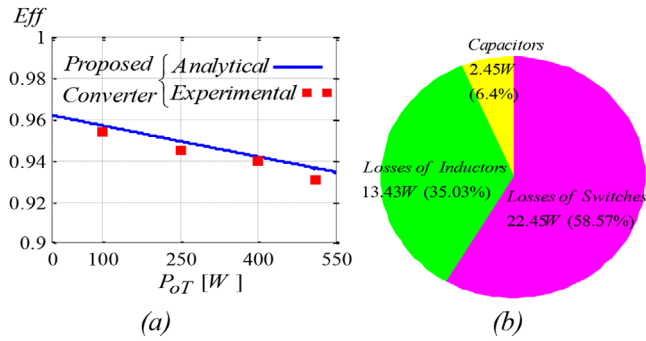 Eff
1
Proposed { Analytical
Converter { Experimental
0.98
0.96
0.94
0.92
0.9
0 100 250 400 550
PoT [W]
(a)
Capacitors
2.45W
(6.4%)
Losses of Inductors
13.43W (35.03%)
Losses of Switches
22.45W (58.57%)
(b)